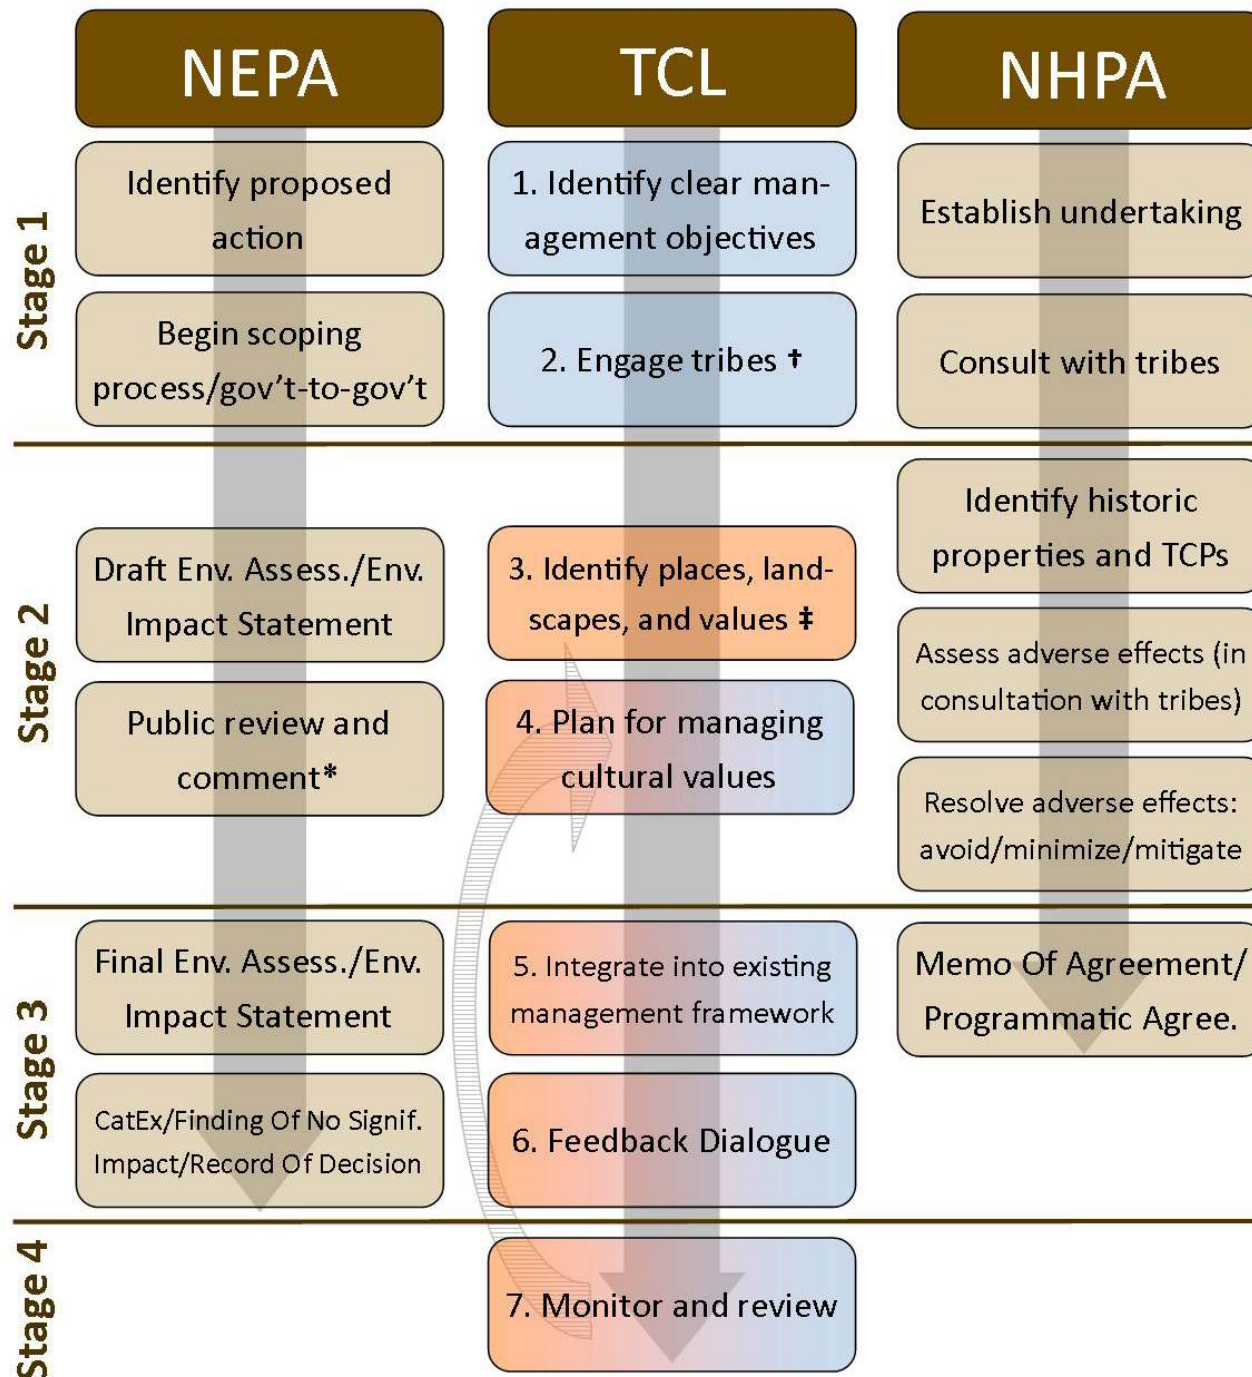 NEPA
TCL
NHPA
Stage 1
Identify proposed
action
1. Identify clear man-
agement objectives
Establish undertaking
Begin scoping
process/gov't-to-gov't
2. Engage tribes †
Consult with tribes
Stage 2
Draft Env. Assess./Env.
Impact Statement
Public review and
comment*
3. Identify places, land-
scapes, and values ‡
4. Plan for managing
cultural values
Identify historic
properties and TCPs
Assess adverse effects (in
consultation with tribes)
Resolve adverse effects:
avoid/minimize/mitigate
Stage 3
Final Env. Assess./Env.
Impact Statement
CatEx/Finding Of No Signif.
Impact/Record Of Decision
5. Integrate into existing
management framework
6. Feedback Dialogue
Memo Of Agreement/
Programmatic Agree.
Stage 4
7. Monitor and review